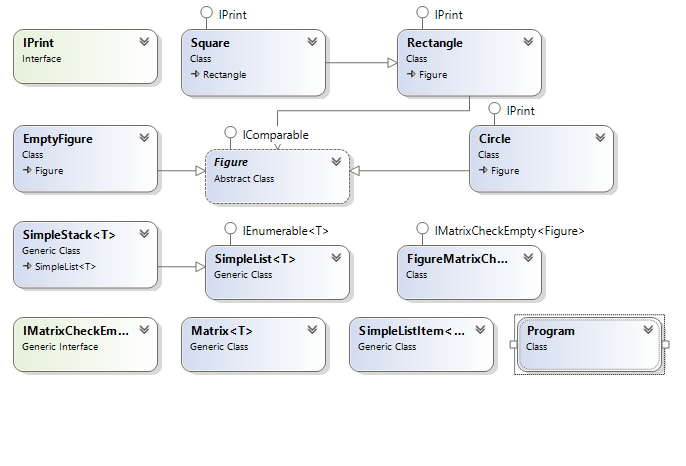 IPrint
IPrint
IPrint
Interface
Square
Class
Rectangle
Rectangle
Class
Figure
IPrint
IComparable
EmptyFigure
Class
Figure
Figure
Abstract Class
Circle
Class
Figure
IEnumerable<T>
IMatrixCheckEmpty<Figure>
SimpleStack<T>
Generic Class
SimpleList<T>
SimpleList<T>
Generic Class
FigureMatrixCh...
Class
IMatrixCheckEm...
Generic Interface
Matrix<T>
Generic Class
SimpleListItem<...
Generic Class
Program
Class